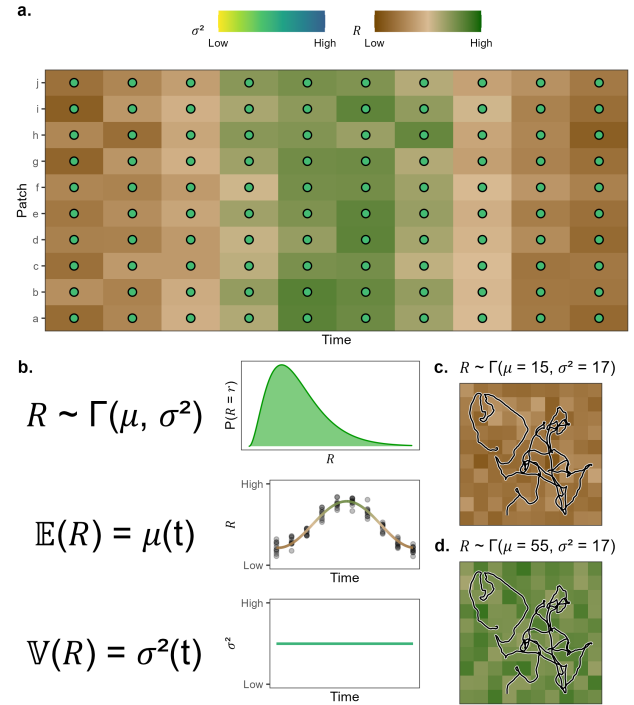 a.
σ² Low High
R Low High
Patch
j
i
h
g
f
e
d
c
b
a
Time
b.
R ~ Γ(μ, σ²)
P(R = r)
R
𝔼(R) = μ(t)
High
R
Low
Time
𝕍(R) = σ²(t)
High
σ²
Low
Time
c. R ~ Γ(μ = 15, σ² = 17)
d. R ~ Γ(μ = 55, σ² = 17)